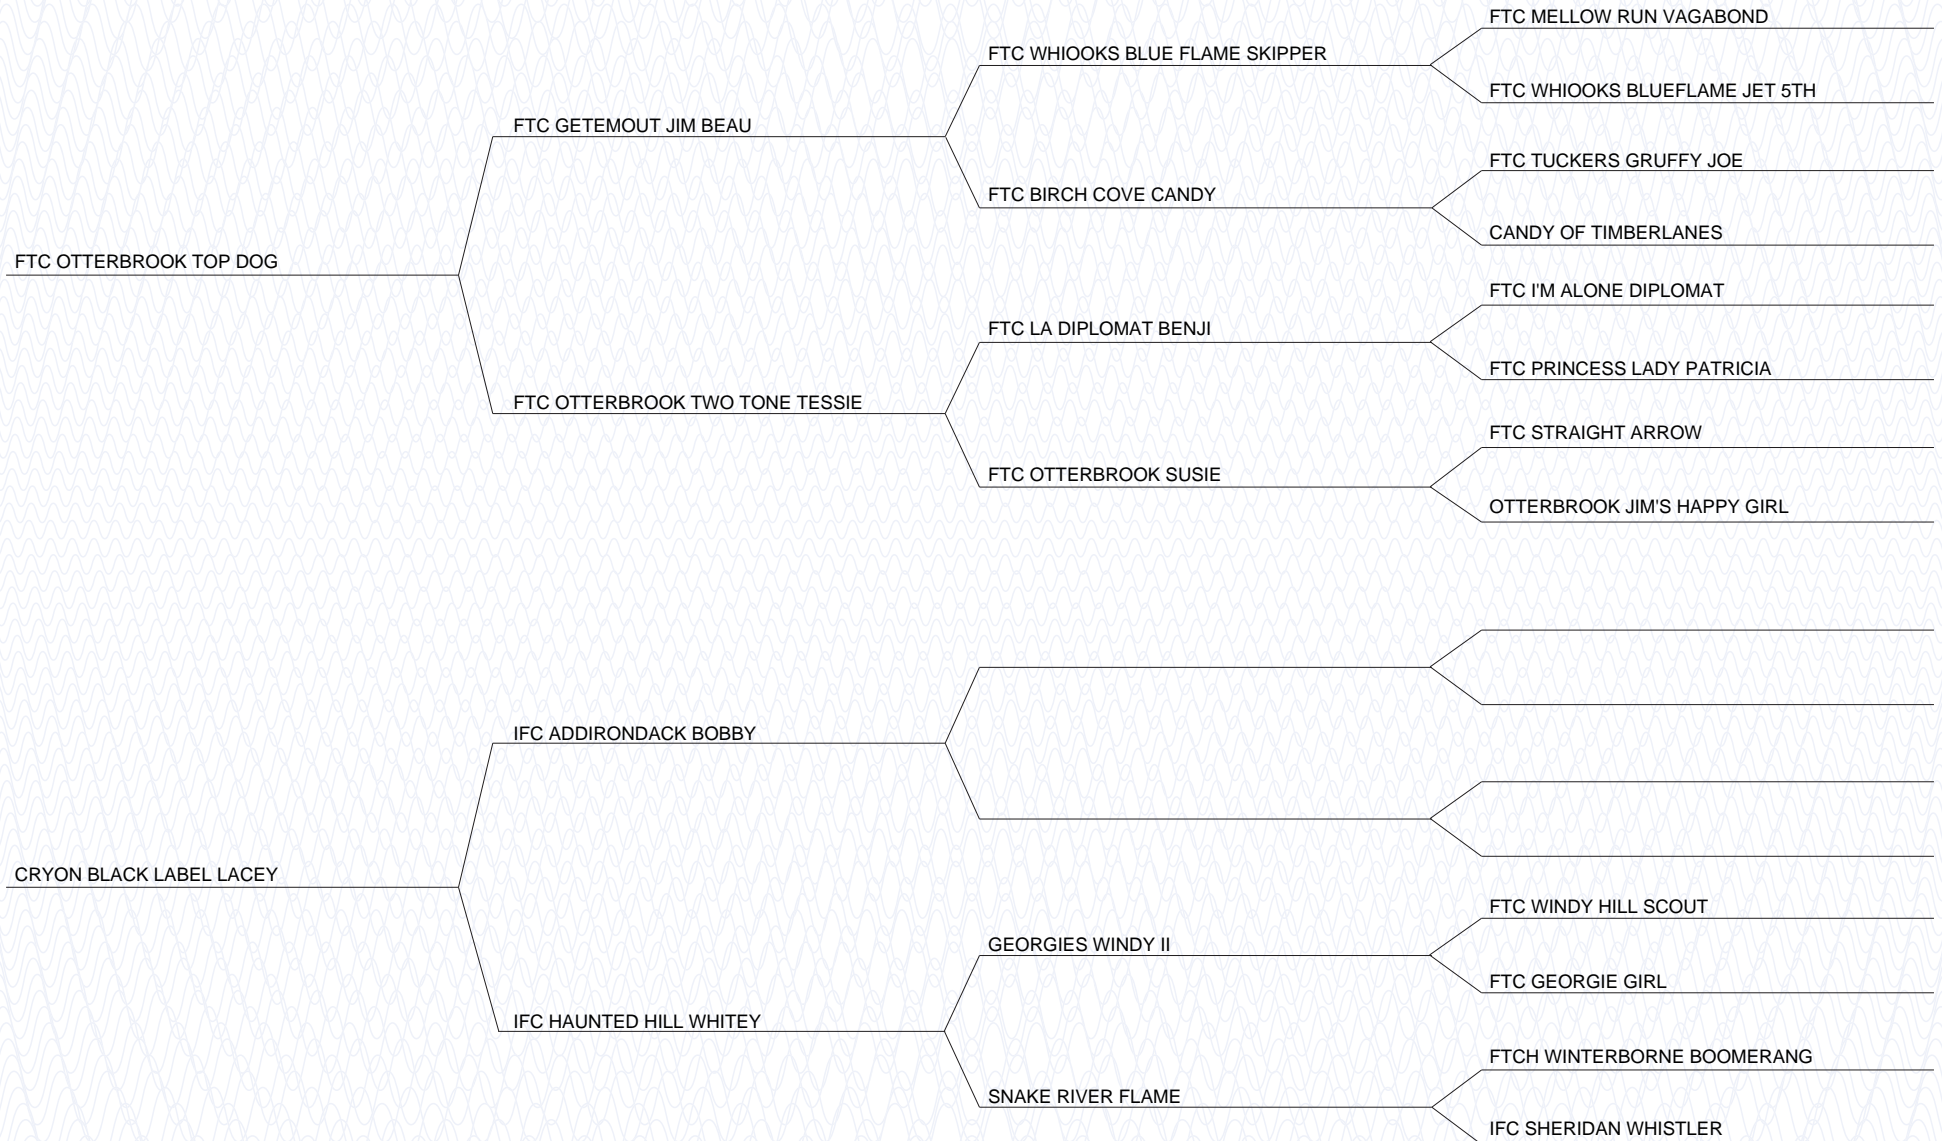 FTC MELLOW RUN VAGABOND
FTC WHIOOKS BLUE FLAME SKIPPER
FTC WHIOOKS BLUEFLAME JET 5TH
FTC GETEMOUT JIM BEAU
FTC TUCKERS GRUFFY JOE
FTC BIRCH COVE CANDY
CANDY OF TIMBERLANES
FTC OTTERBROOK TOP DOG
FTC I'M ALONE DIPLOMAT
FTC LA DIPLOMAT BENJI
FTC PRINCESS LADY PATRICIA
FTC OTTERBROOK TWO TONE TESSIE
FTC STRAIGHT ARROW
FTC OTTERBROOK SUSIE
OTTERBROOK JIM'S HAPPY GIRL
IFC ADDIRONDACK BOBBY
CRYON BLACK LABEL LACEY
FTC WINDY HILL SCOUT
GEORGIES WINDY II
FTC GEORGIE GIRL
IFC HAUNTED HILL WHITEY
FTCH WINTERBORNE BOOMERANG
SNAKE RIVER FLAME
IFC SHERIDAN WHISTLER